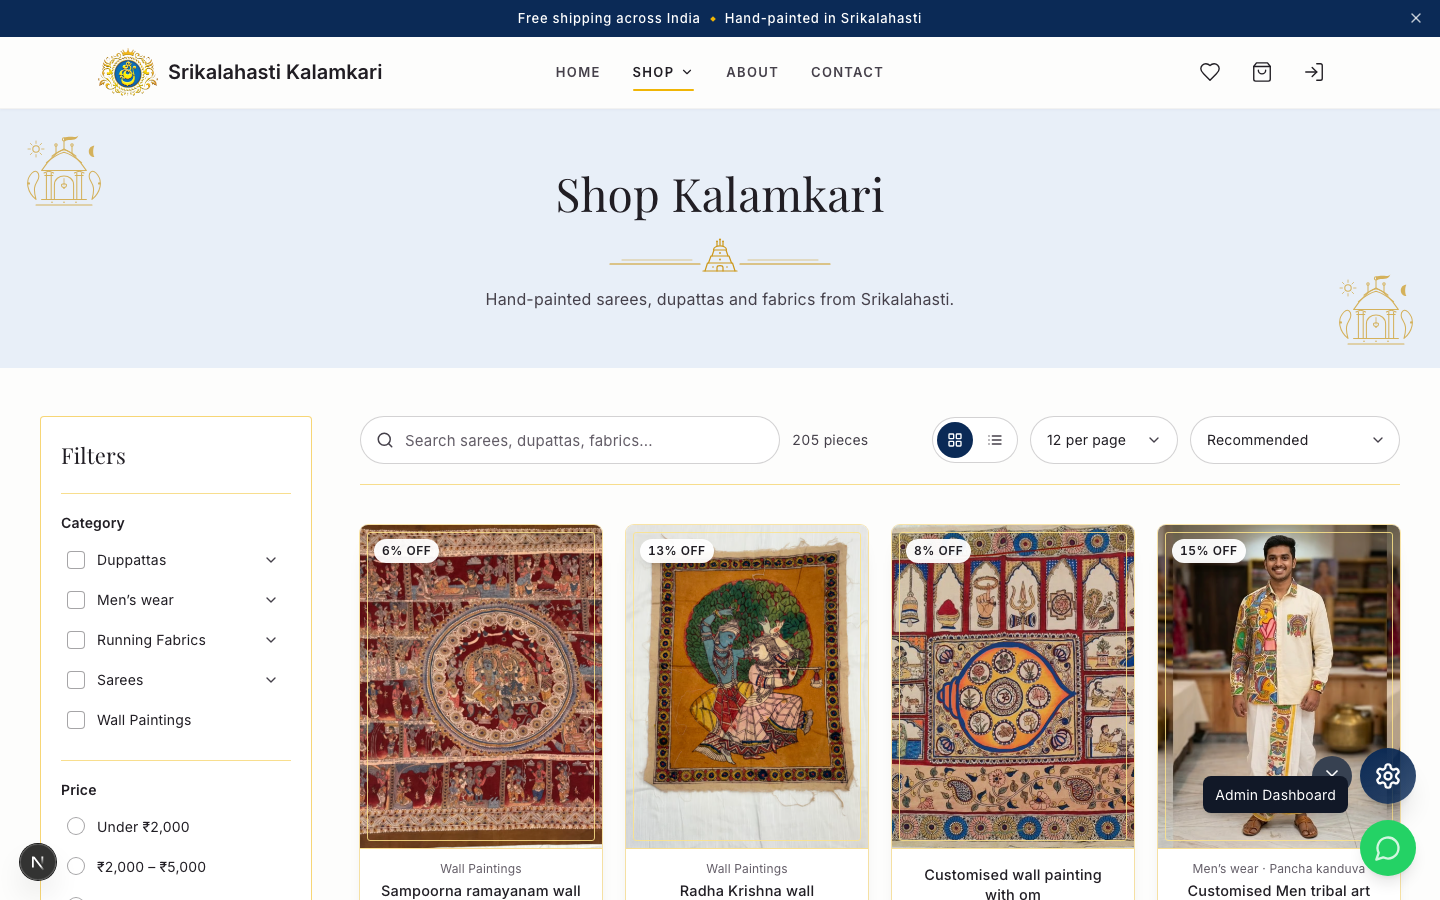 Free shipping across India • Hand-painted in Srikalahasti
Srikalahasti Kalamkari
HOME
SHOP
ABOUT
CONTACT
Shop Kalamkari
Hand-painted sarees, dupattas and fabrics from Srikalahasti.
Filters
Category
Duppattas
Men’s wear
Running Fabrics
Sarees
Wall Paintings
Price
Under ₹2,000
₹2,000 – ₹5,000
Search sarees, dupattas, fabrics...
205 pieces
12 per page
Recommended
6% OFF
13% OFF
8% OFF
15% OFF
Admin Dashboard
Wall Paintings
Sampoorna ramayanam wall
Wall Paintings
Radha Krishna wall
Customised wall painting
with om
Men’s wear · Pancha kanduva
Customised Men tribal art
N